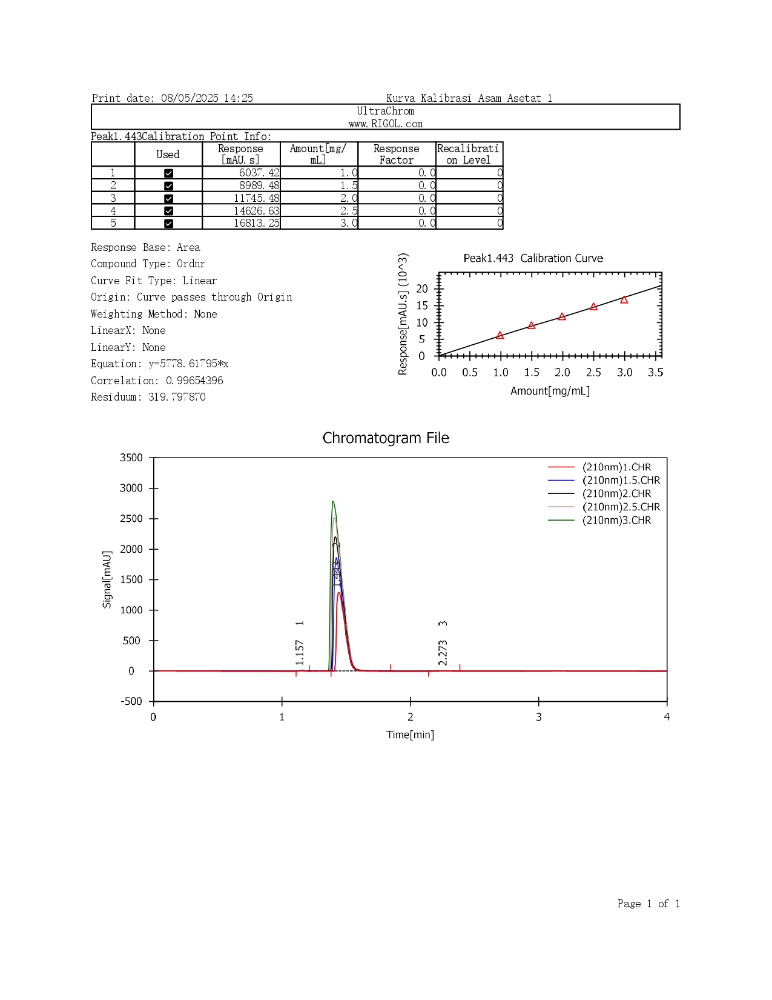 Print date: 08/05/2025 14:25 Kurva Kalibrasi Asam Asetat 1
UltraChrom
www.RIGOL.com
Peak1.443Calibration Point Info:
Used Response [mAU.s] Amount[mg/mL] Response Factor Recalibration Level
1 6037.42 1.0 0.0 0
2 8989.48 1.5 0.0 0
3 11745.48 2.0 0.0 0
4 14626.63 2.5 0.0 0
5 16813.25 3.0 0.0 0
Response Base: Area
Compound Type: Ordnr
Curve Fit Type: Linear
Origin: Curve passes through Origin
Weighting Method: None
LinearX: None
LinearY: None
Equation: y=5778.61795*x
Correlation: 0.99654396
Residuum: 319.797870
Peak1.443 Calibration Curve
Response[mAU.s] (10^3)
20
15
10
5
0
0.0 0.5 1.0 1.5 2.0 2.5 3.0 3.5
Amount[mg/mL]
Chromatogram File
(210nm)1.CHR
(210nm)1.5.CHR
(210nm)2.CHR
(210nm)2.5.CHR
(210nm)3.CHR
Signal[mAU]
3500
3000
2500
2000
1500
1000
500
0
-500
1.157 1
1.443 2
2.273 3
0 1 2 3 4
Time[min]
Page 1 of 1